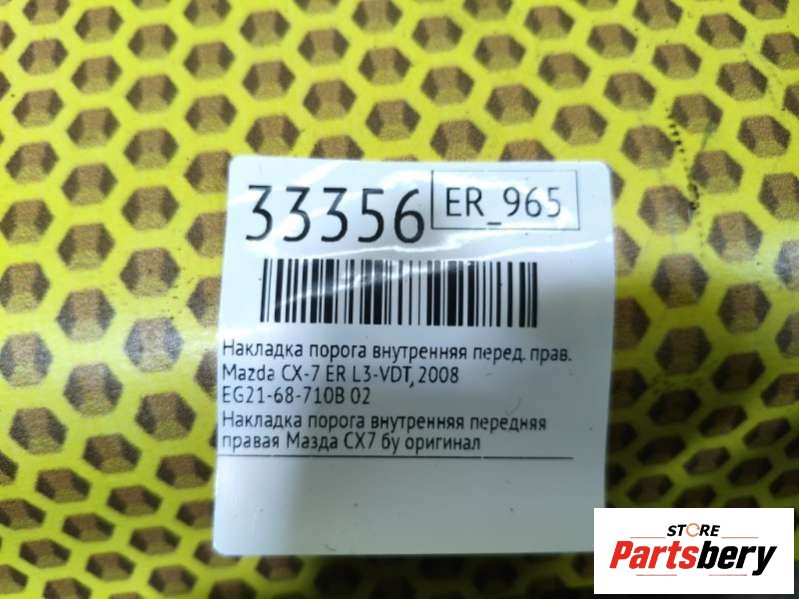 33356
ER_965
Накладка порога внутренняя перед. прав.
Mazda CX-7 ER L3-VDT, 2008
EG21-68-710B 02
Накладка порога внутренняя передняя
правая Мазда СХ7 бу оригинал
STORE
Partsbery